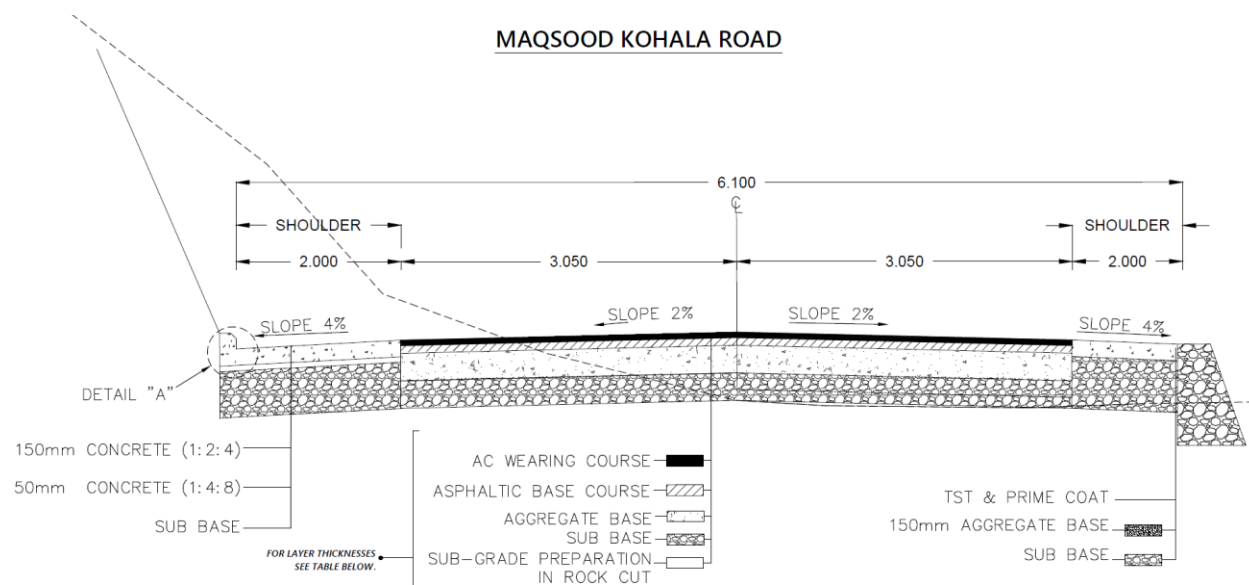 MAQSOOD KOHALA ROAD
6.100
℄
SHOULDER
SHOULDER
2.000
3.050
3.050
2.000
SLOPE 4%
SLOPE 2%
SLOPE 2%
SLOPE 4%
DETAIL "A"
150mm CONCRETE (1:2:4)
50mm CONCRETE (1:4:8)
SUB BASE
FOR LAYER THICKNESSES
SEE TABLE BELOW.
AC WEARING COURSE
ASPHALTIC BASE COURSE
AGGREGATE BASE
SUB BASE
SUB-GRADE PREPARATION
IN ROCK CUT
TST & PRIME COAT
150mm AGGREGATE BASE
SUB BASE